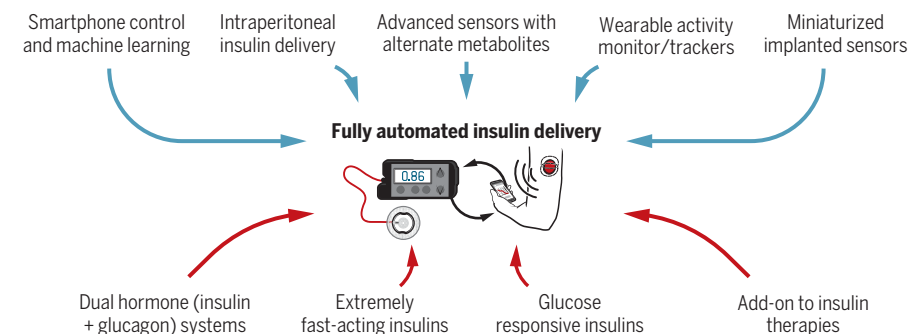 Smartphone control
and machine learning
Intraperitoneal
insulin delivery
Advanced sensors with
alternate metabolites
Wearable activity
monitor/trackers
Miniaturized
implanted sensors
Fully automated insulin delivery
0.86
Dual hormone (insulin
+ glucagon) systems
Extremely
fast-acting insulins
Glucose
responsive insulins
Add-on to insulin
therapies